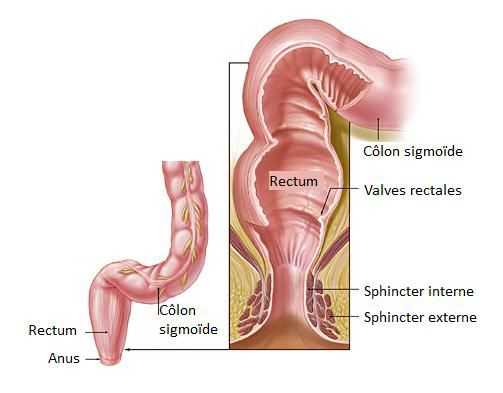 Côlon sigmoïde
Rectum
Valves rectales
Sphincter interne
Sphincter externe
Côlon
sigmoïde
Rectum
Anus